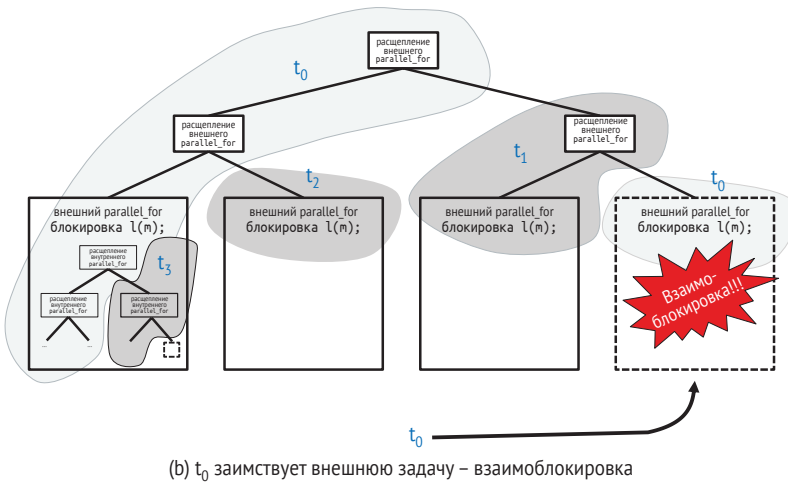 расщепление
внешнего
parallel_for
t0
расщепление
внешнего
parallel_for
расщепление
внешнего
parallel_for
t1
t2
t0
внешний parallel_for
блокировка l(m);
внешний parallel_for
блокировка l(m);
внешний parallel_for
блокировка l(m);
внешний parallel_for
блокировка l(m);
расщепление
внутреннего
parallel_for
t3
расщепление
внутреннего
parallel_for
расщепление
внутреннего
parallel_for
...
...
...
Взаимо-
блокировка!!!
t0
(b) t0 заимствует внешнюю задачу – взаимоблокировка